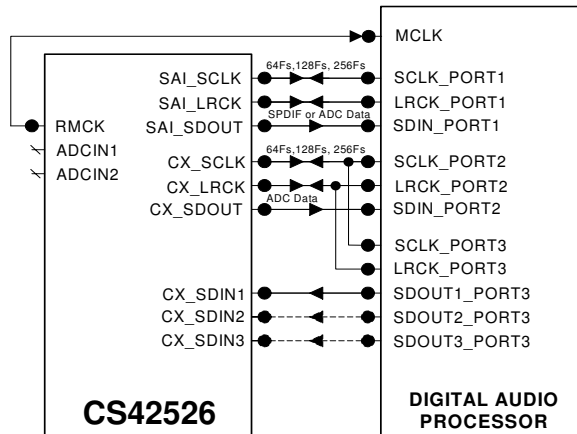 MCLK
64Fs,128Fs, 256Fs
SAI_SCLK SCLK_PORT1
SAI_LRCK LRCK_PORT1
SPDIF or ADC Data
RMCK SAI_SDOUT SDIN_PORT1
ADCIN1
64Fs,128Fs, 256Fs
CX_SCLK SCLK_PORT2
ADCIN2
CX_LRCK LRCK_PORT2
ADC Data
CX_SDOUT SDIN_PORT2
SCLK_PORT3
LRCK_PORT3
CX_SDIN1 SDOUT1_PORT3
CX_SDIN2 SDOUT2_PORT3
CX_SDIN3 SDOUT3_PORT3
CS42526
DIGITAL AUDIO
PROCESSOR